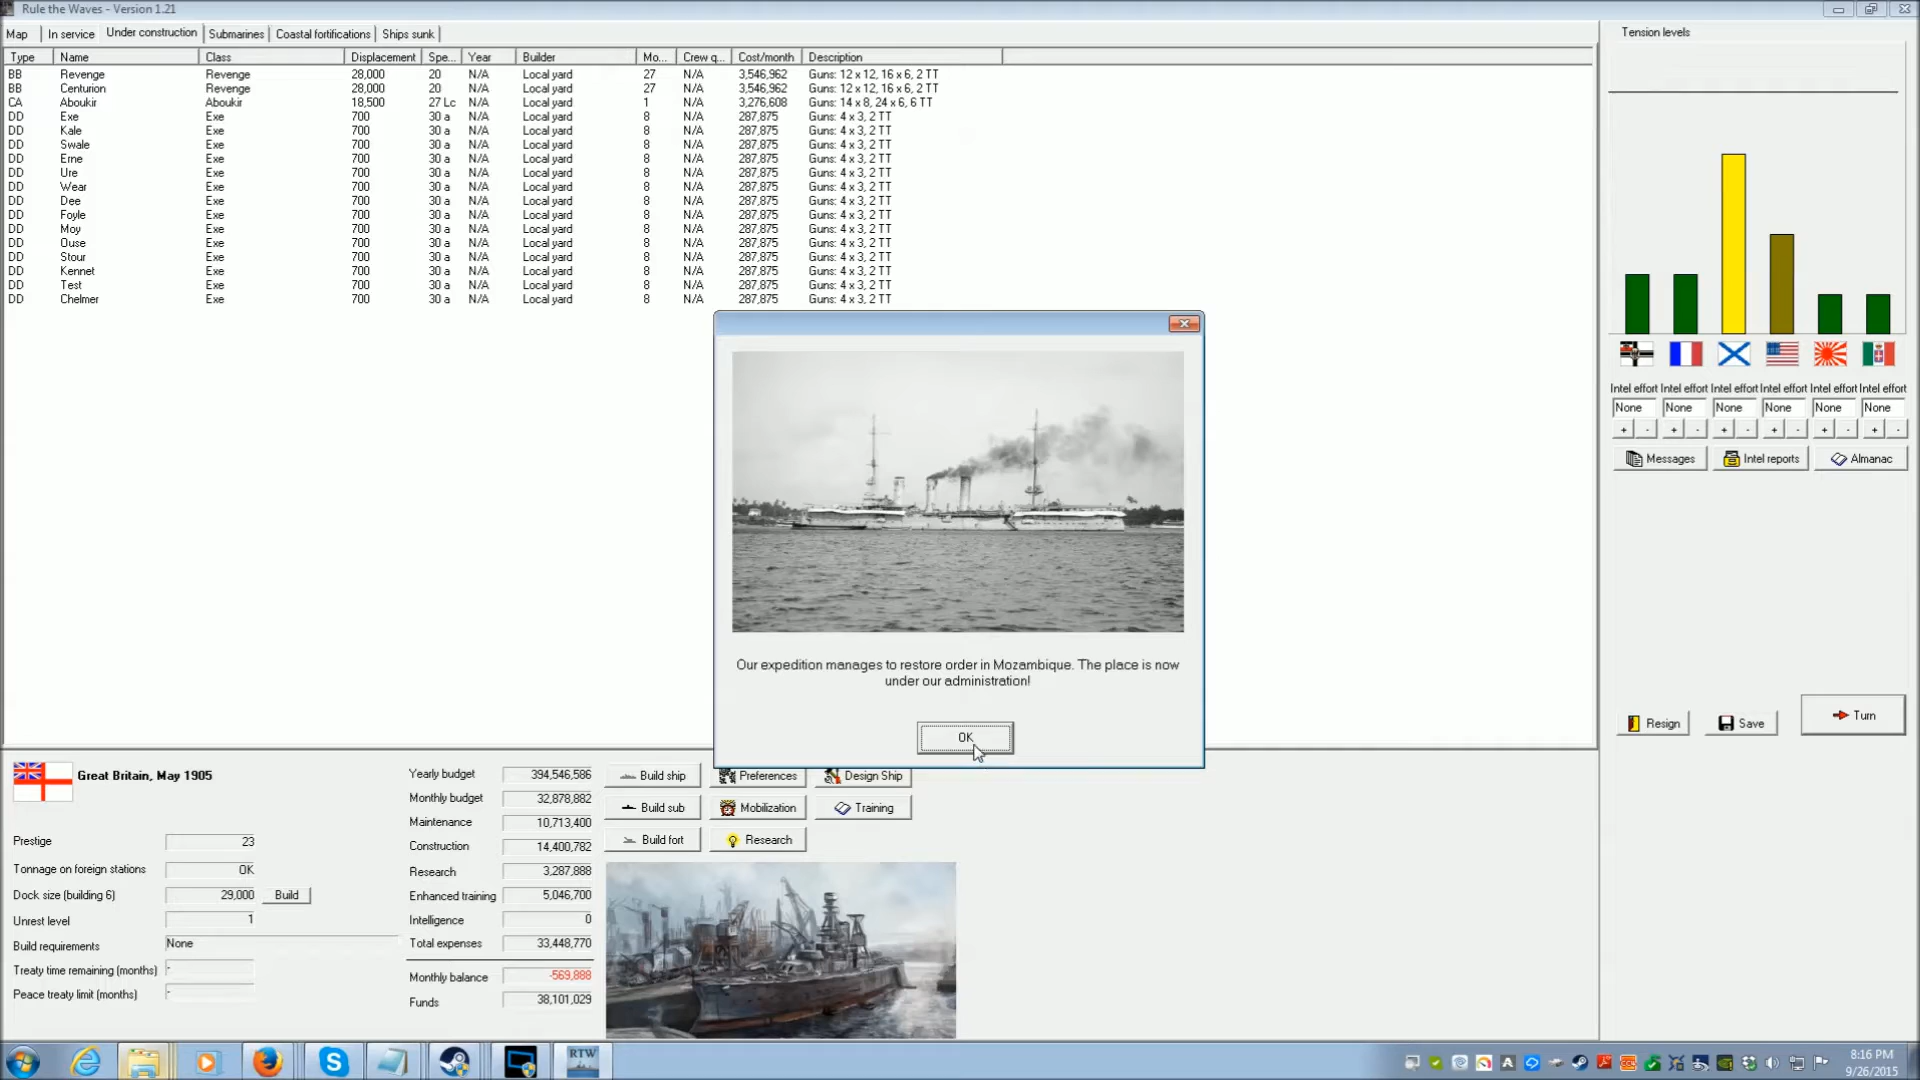 Rule the Waves - Version 1.21
Map In service Under construction Submarines Coastal fortifications Ships sunk
Type Name Class Displacement Spe... Year Builder Mo... Crew q... Cost/month Description
BB Revenge Revenge 28,000 20 N/A Local yard 27 N/A 3,546,962 Guns: 12 x 12, 16 x 6, 2 TT
BB Centurion Revenge 28,000 20 N/A Local yard 27 N/A 3,546,962 Guns: 12 x 12, 16 x 6, 2 TT
CA Aboukir Aboukir 18,500 27 Lc N/A Local yard 1 N/A 3,276,608 Guns: 14 x 8, 24 x 6, 6 TT
DD Exe Exe 700 30 a N/A Local yard 8 N/A 287,875 Guns: 4 x 3, 2 TT
DD Kale Exe 700 30 a N/A Local yard 8 N/A 287,875 Guns: 4 x 3, 2 TT
DD Swale Exe 700 30 a N/A Local yard 8 N/A 287,875 Guns: 4 x 3, 2 TT
DD Erne Exe 700 30 a N/A Local yard 8 N/A 287,875 Guns: 4 x 3, 2 TT
DD Ure Exe 700 30 a N/A Local yard 8 N/A 287,875 Guns: 4 x 3, 2 TT
DD Wear Exe 700 30 a N/A Local yard 8 N/A 287,875 Guns: 4 x 3, 2 TT
DD Dee Exe 700 30 a N/A Local yard 8 N/A 287,875 Guns: 4 x 3, 2 TT
DD Foyle Exe 700 30 a N/A Local yard 8 N/A 287,875 Guns: 4 x 3, 2 TT
DD Moy Exe 700 30 a N/A Local yard 8 N/A 287,875 Guns: 4 x 3, 2 TT
DD Ouse Exe 700 30 a N/A Local yard 8 N/A 287,875 Guns: 4 x 3, 2 TT
DD Stour Exe 700 30 a N/A Local yard 8 N/A 287,875 Guns: 4 x 3, 2 TT
DD Kennet Exe 700 30 a N/A Local yard 8 N/A 287,875 Guns: 4 x 3, 2 TT
DD Test Exe 700 30 a N/A Local yard 8 N/A 287,875 Guns: 4 x 3, 2 TT
DD Chelmer Exe 700 30 a N/A Local yard 8 N/A 287,875 Guns: 4 x 3, 2 TT
Our expedition manages to restore order in Mozambique. The place is now
under our administration!
OK
Tension levels
Intel effort Intel effort Intel effort Intel effort Intel effort Intel effort
None None None None None None
+ - + - + - + - + - + -
Messages Intel reports Almanac
Resign Save Turn
Great Britain, May 1905
Prestige 23
Tonnage on foreign stations OK
Dock size (building 6) 29,000 Build
Unrest level 1
Build requirements None
Treaty time remaining (months) -
Peace treaty limit (months) -
Yearly budget 394,546,586
Monthly budget 32,878,882
Maintenance 10,713,400
Construction 14,400,782
Research 3,287,888
Enhanced training 5,046,700
Intelligence 0
Total expenses 33,448,770
Monthly balance -569,888
Funds 38,101,029
Build ship Preferences Design Ship
Build sub Mobilization Training
Build fort Research
RTW
8:16 PM
9/26/2015